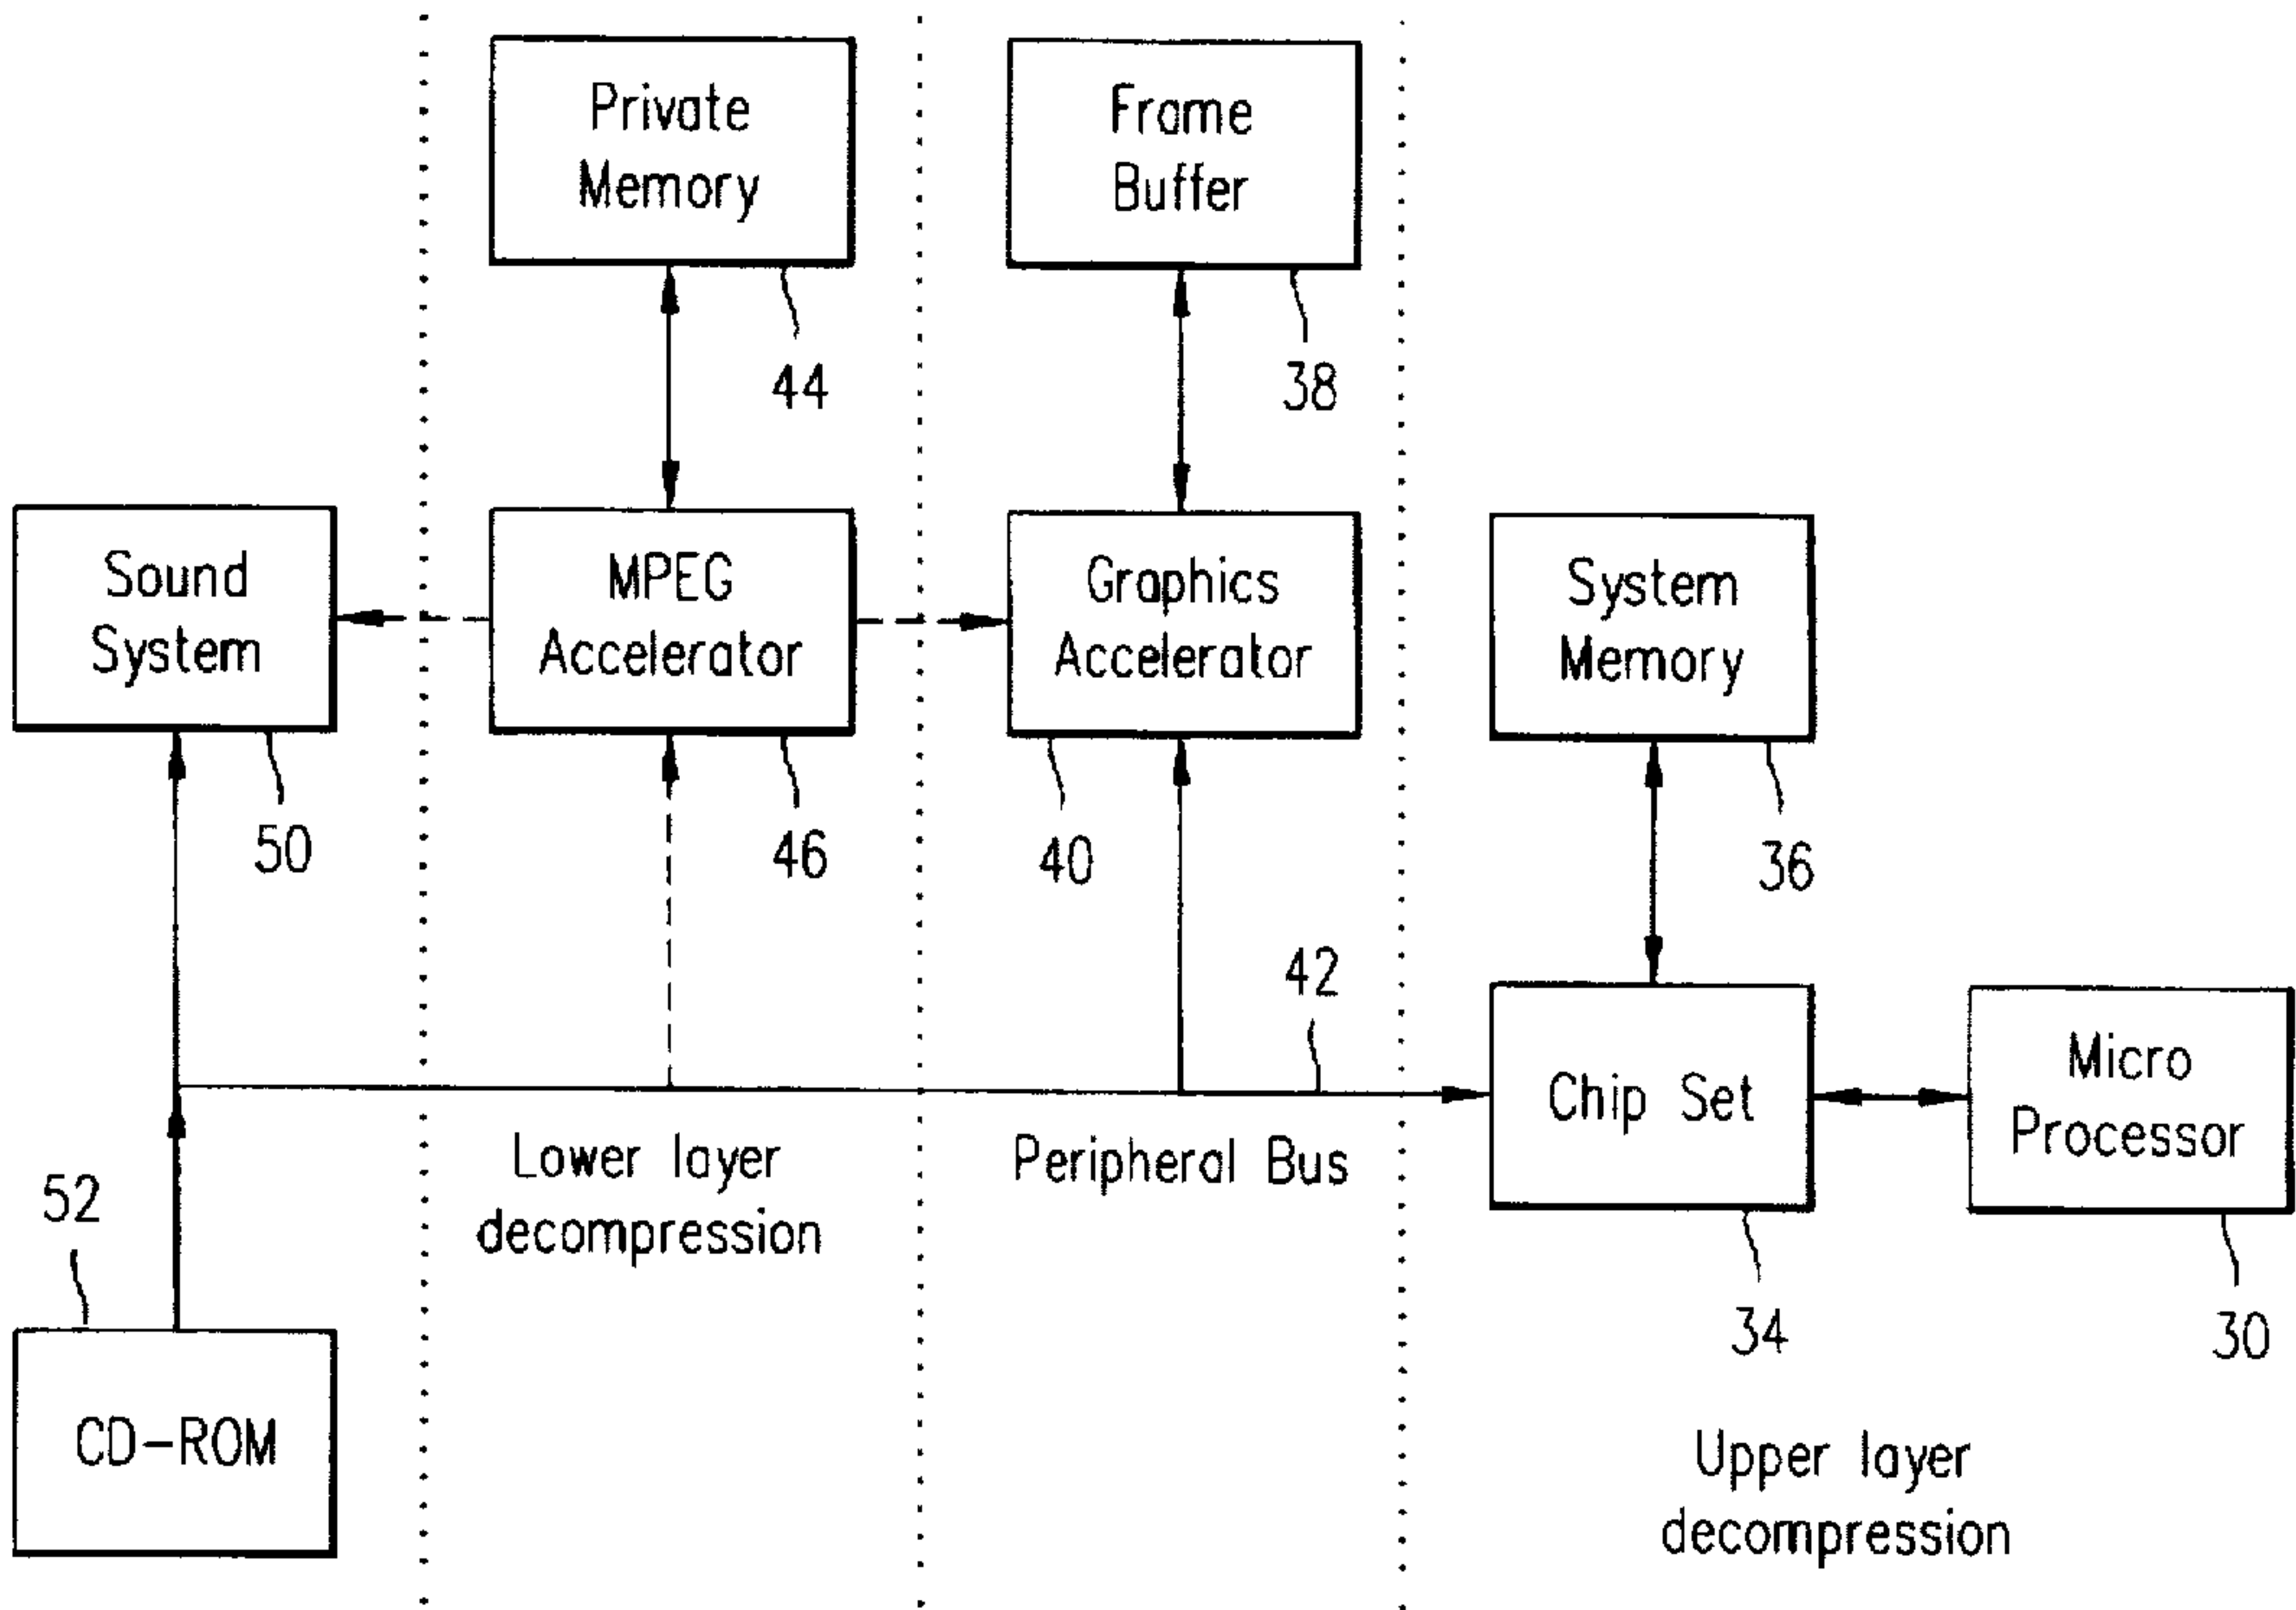 Private
Memory
44
Frame
Buffer
38
Sound
System
50
MPEG
Accelerator
46
Graphics
Accelerator
40
System
Memory
36
42
Chip Set
34
Micro
Processor
30
Lower layer
decompression
Peripheral Bus
52
CD-ROM
Upper layer
decompression